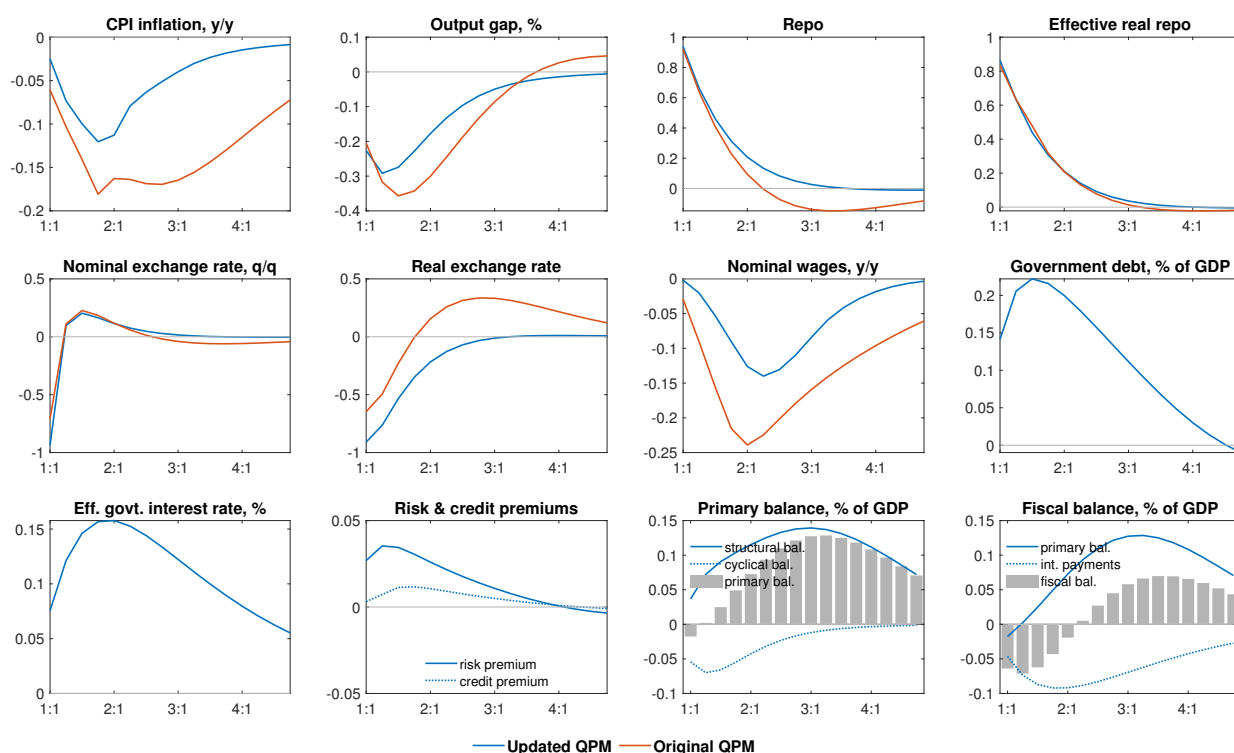 CPI inflation, y/y
0
-0.05
-0.1
-0.15
-0.2
1:1 2:1 3:1 4:1
Output gap, %
0.1
0
-0.1
-0.2
-0.3
-0.4
1:1 2:1 3:1 4:1
Repo
1
0.8
0.6
0.4
0.2
0
1:1 2:1 3:1 4:1
Effective real repo
1
0.8
0.6
0.4
0.2
0
1:1 2:1 3:1 4:1
Nominal exchange rate, q/q
0.5
0
-0.5
-1
1:1 2:1 3:1 4:1
Real exchange rate
0.5
0
-0.5
-1
1:1 2:1 3:1 4:1
Nominal wages, y/y
0
-0.05
-0.1
-0.15
-0.2
-0.25
1:1 2:1 3:1 4:1
Government debt, % of GDP
0.2
0.15
0.1
0.05
0
1:1 2:1 3:1 4:1
Eff. govt. interest rate, %
0.15
0.1
0.05
0
1:1 2:1 3:1 4:1
Risk & credit premiums
0.05
0
-0.05
risk premium
credit premium
1:1 2:1 3:1 4:1
Primary balance, % of GDP
0.15
0.1
0.05
0
-0.05
-0.1
structural bal.
cyclical bal.
primary bal.
1:1 2:1 3:1 4:1
Fiscal balance, % of GDP
0.15
0.1
0.05
0
-0.05
-0.1
primary bal.
int. payments
fiscal bal.
1:1 2:1 3:1 4:1
Updated QPM Original QPM